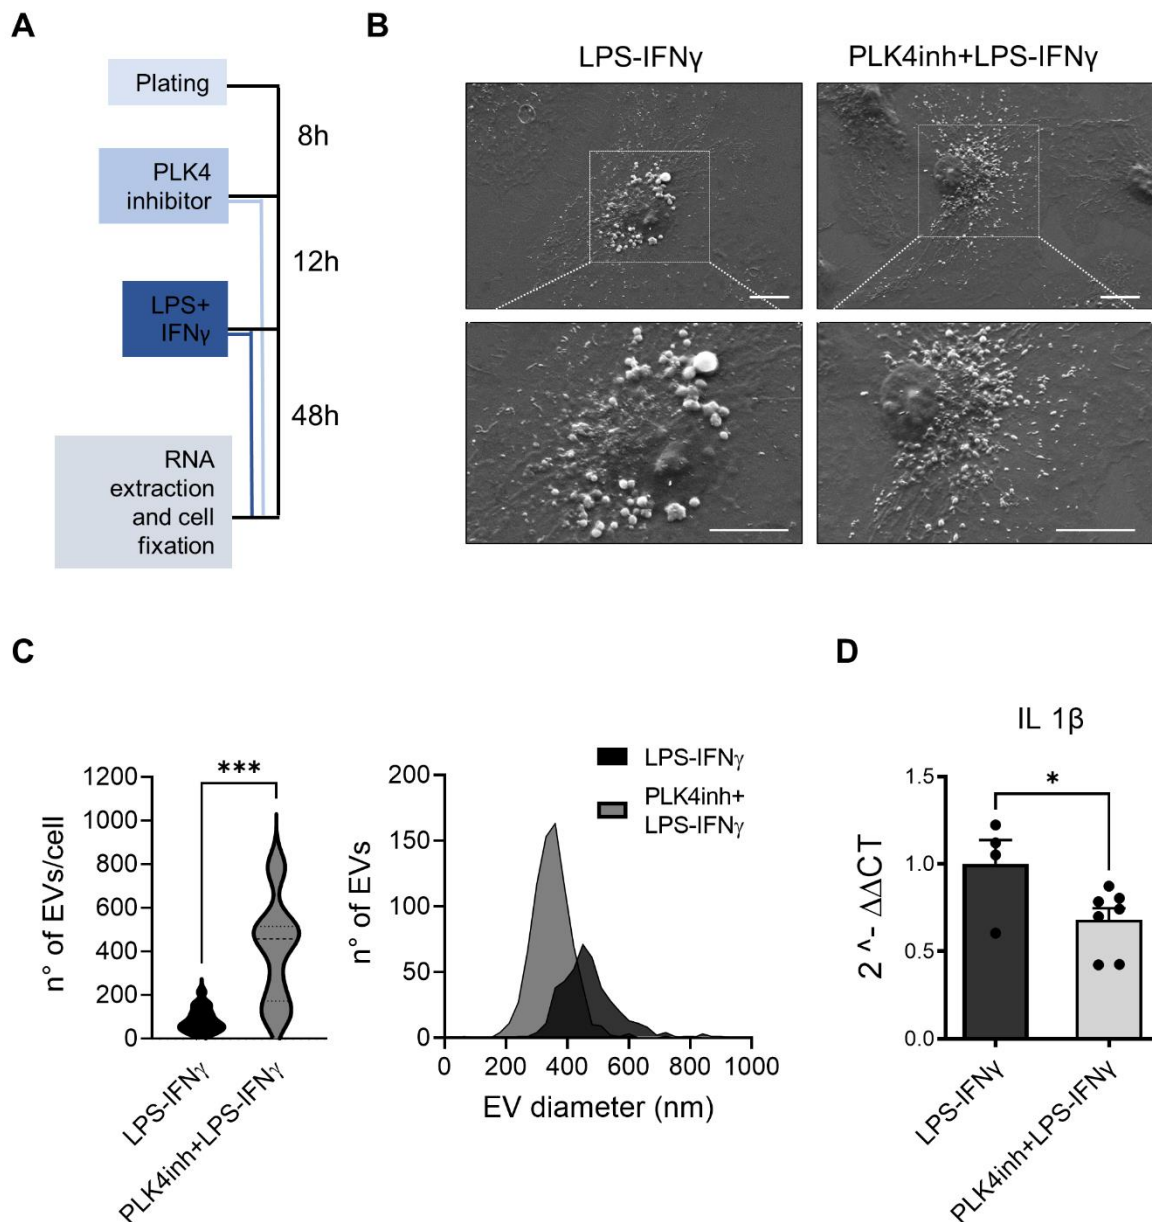 A
Plating
8h
PLK4
inhibitor
12h
LPS+
IFNγ
48h
RNA
extraction
and cell
fixation
B
LPS-IFNγ
PLK4inh+LPS-IFNγ
C
n° of EVs/cell
1200
1000
800
600
400
200
0
***
LPS-IFNγ
PLK4inh+LPS-IFNγ
n° of EVs
200
150
100
50
0
0 200 400 600 800 1000
EV diameter (nm)
LPS-IFNγ
PLK4inh+
LPS-IFNγ
D
IL 1β
2^- ΔΔCT
1.5
1.0
0.5
0.0
*
LPS-IFNγ
PLK4inh+LPS-IFNγ